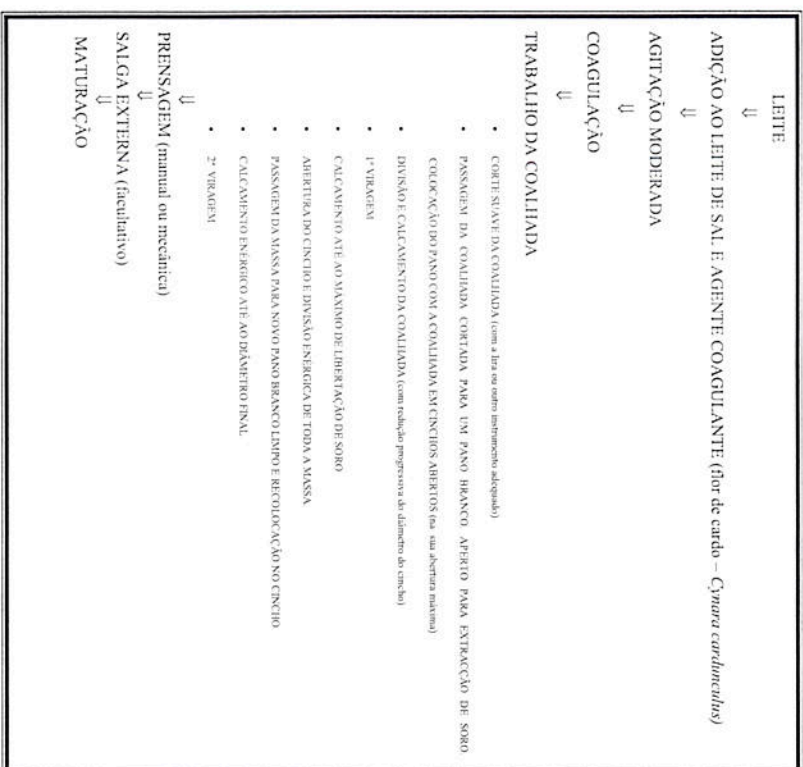 LEITE
⇓
ADIÇÃO AO LEITE DE SAL E AGENTE COAGULANTE (flor de cardo – Cynara cardunculus)
⇓
AGITAÇÃO MODERADA
⇓
COAGULAÇÃO
⇓
TRABALHO DA COALHADA
• CORTE SUAVE DA COALHADA (com a lira ou outro instrumento adequado)
• PASSAGEM DA COALHADA CORTADA PARA UM PANO BRANCO APERTO PARA EXTRACÇÃO DE SORO
COLOCAÇÃO DO PANO COM A COALHADA EM CINCHOS ABERTOS (na sua abertura máxima)
• DIVISÃO E CALCAMENTO DA COALHADA (com redução progressiva do diâmetro do cincho)
• 1ª VIRAGEM
• CALCAMENTO ATÉ AO MÁXIMO DE LIBERTAÇÃO DE SORO
• ABERTURA DO CINCHO E DIVISÃO ENÉRGICA DE TODA A MASSA
• PASSAGEM DA MASSA PARA NOVO PANO BRANCO LIMPO E RECOLOCAÇÃO NO CINCHO
• CALCAMENTO ENÉRGICO ATÉ AO DIÂMETRO FINAL
• 2ª VIRAGEM
⇓
PRENSAGEM (manual ou mecânica)
⇓
SALGA EXTERNA (facultativo)
⇓
MATURAÇÃO